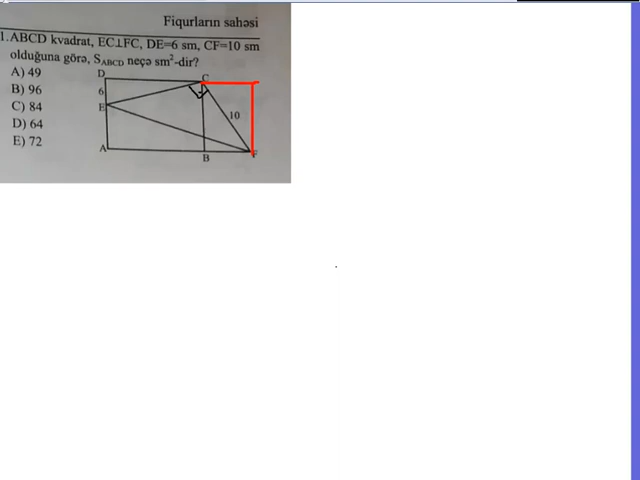 Fiqurların sahəsi
1. ABCD kvadrat, EC⊥FC, DE=6 sm, CF=10 sm
olduğuna görə, S_ABCD neçə sm²-dir?
A) 49
B) 96
C) 84
D) 64
E) 72
D
C
6
E
10
A
B
F